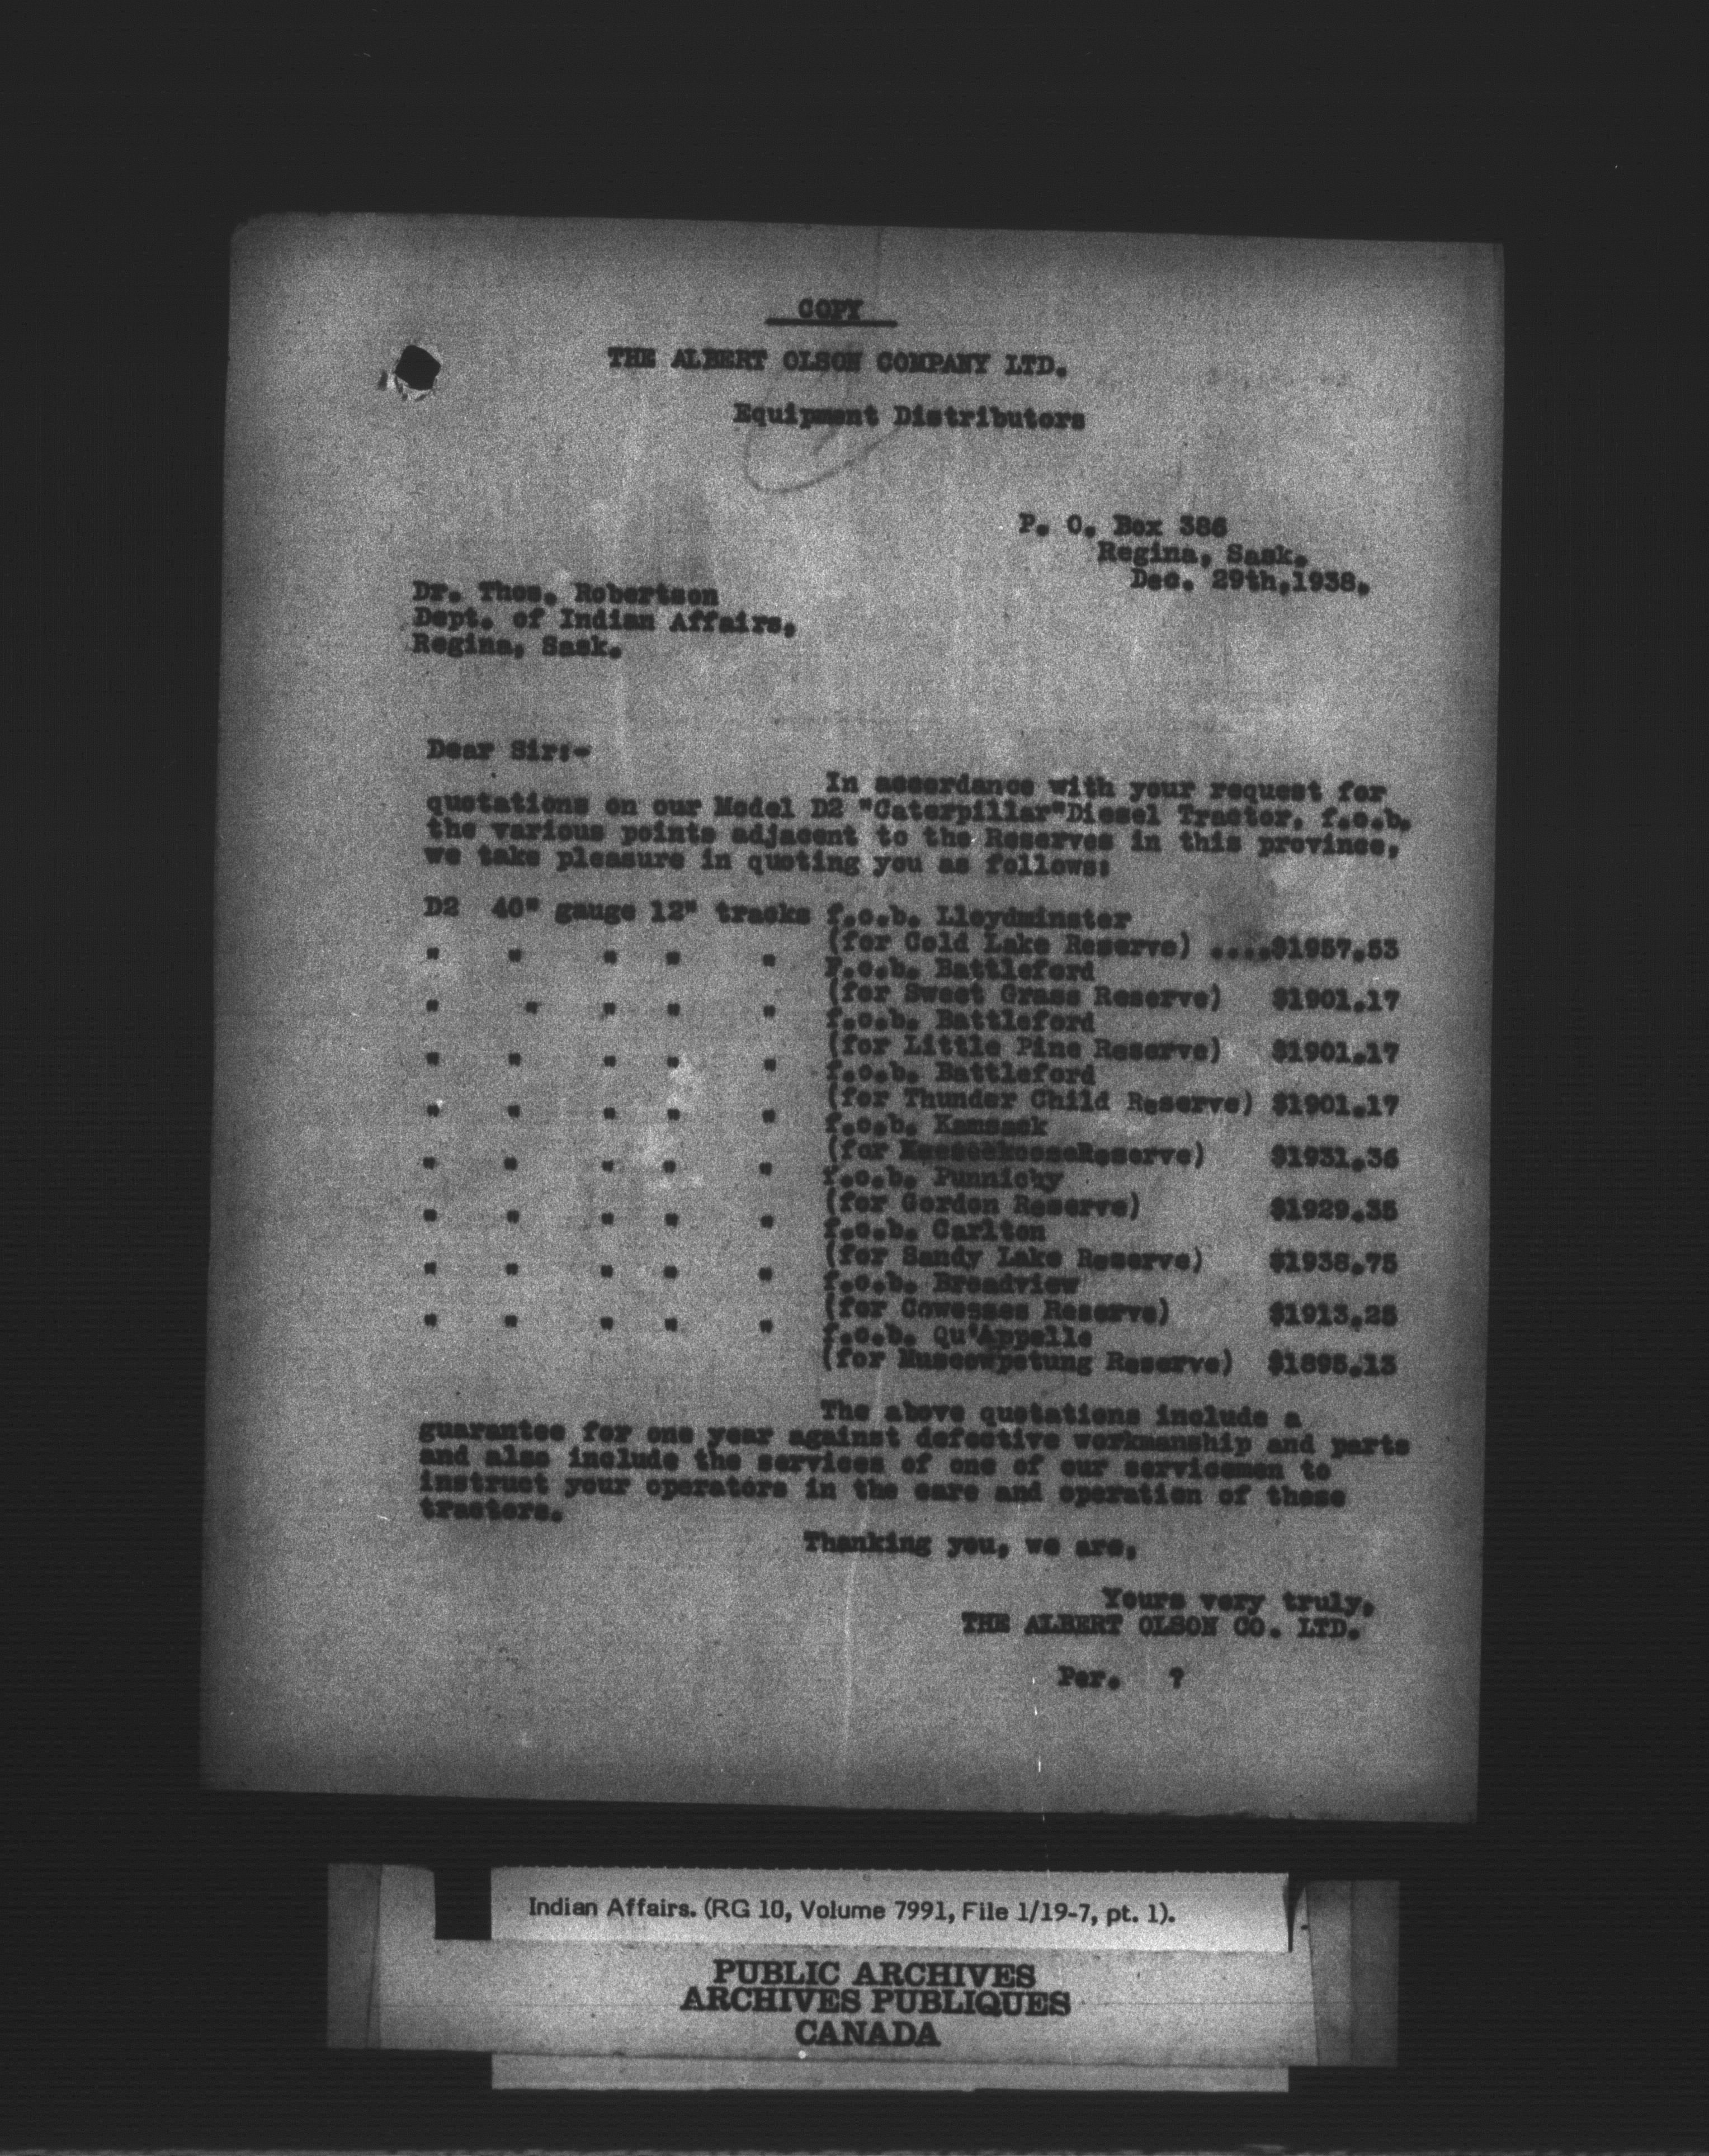 COPY
THE ALBERT OLSON COMPANY LTD.
Equipment Distributors
P. O. Box 386
Regina, Sask.
Dec. 29th,1938.
Dr. Thos. Robertson
Dept. of Indian Affairs,
Regina, Sask.
Dear Sir:-
In accordance with your request for
quotations on our Model D2 "Caterpillar"Diesel Tractor, f.o.b.
the various points adjacent to the Reserves in this province,
we take pleasure in quoting you as follows:
D2 40" gauge 12" tracks f.o.b. Lloydminster
(for Cold Lake Reserve) ....$1957.53
" " " " " F.o.b. Battleford
(for Sweet Grass Reserve) $1901.17
" " " " " f.o.b. Battleford
(for Little Pine Reserve) $1901.17
" " " " " f.o.b. Battleford
(for Thunder Child Reserve) $1901.17
" " " " " f.o.b. Kamsack
(for KeeseekooseReserve) $1931.36
" " " " " f.o.b. Punnichy
(for Gordon Reserve) $1929.35
" " " " " f.o.b. Carlton
(for Sandy Lake Reserve) $1938.75
" " " " " f.o.b. Broadview
(for Cowesses Reserve) $1913.25
" " " " " f.o.b. Qu'Appelle
(for Muscowpetung Reserve) $1895.13
The above quotations include a
guarantee for one year against defective workmanship and parts
and also include the services of one of our servicemen to
instruct your operators in the care and operation of these
tractors.
Thanking you, we are,
Yours very truly,
THE ALBERT OLSON CO. LTD.
Per. ?
Indian Affairs. (RG 10, Volume 7991, File 1/19-7, pt. 1).
PUBLIC ARCHIVES
ARCHIVES PUBLIQUES
CANADA